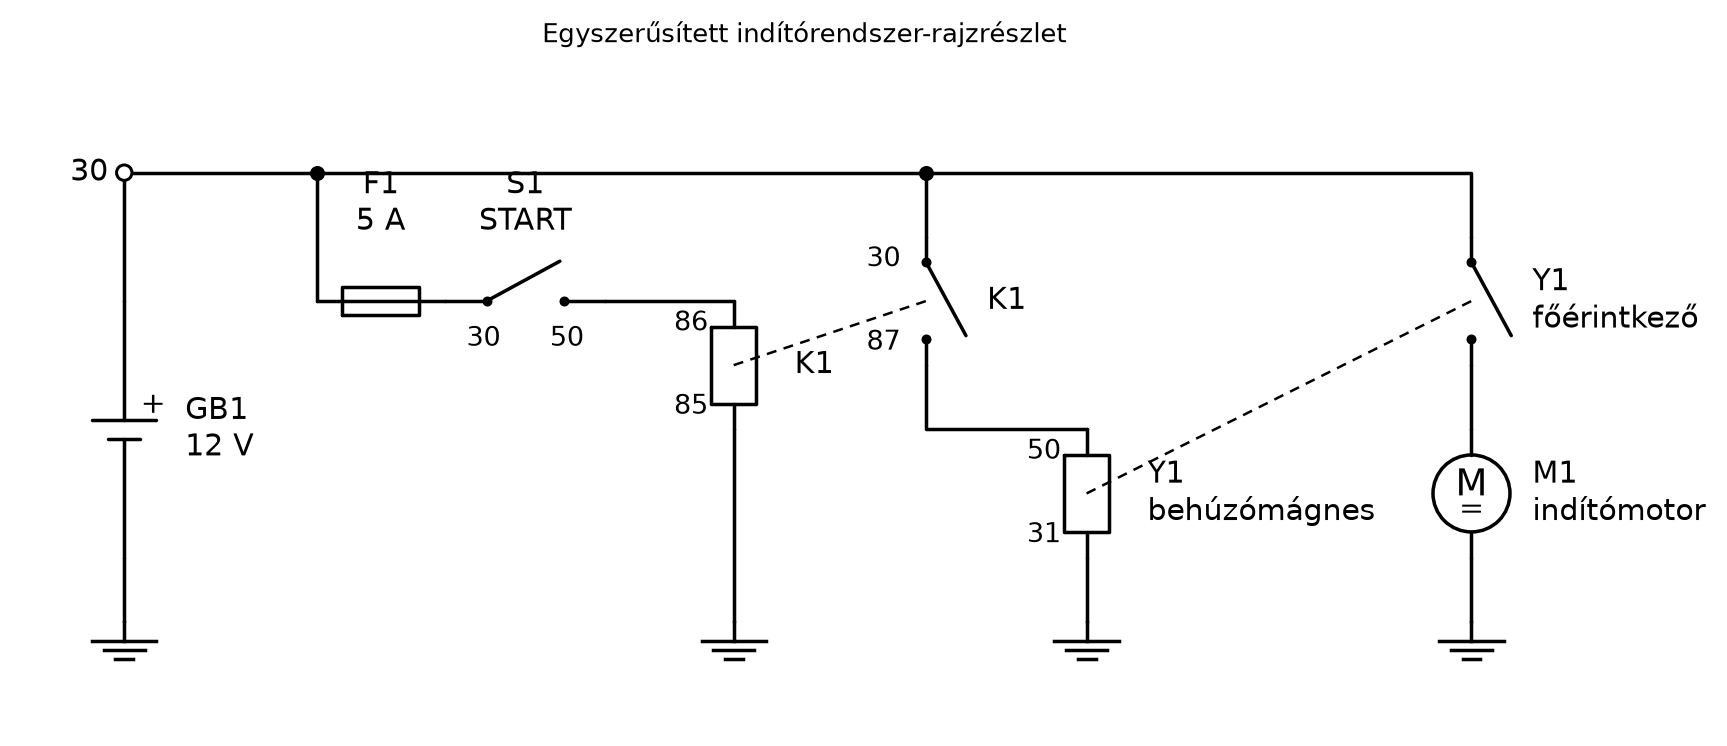 Egyszerűsített indítórendszer-rajzrészlet
30
F1
5 A
S1
START
30
50
86
85
K1
30
87
K1
Y1
főérintkező
+
GB1
12 V
50
31
Y1
behúzómágnes
M
=
M1
indítómotor